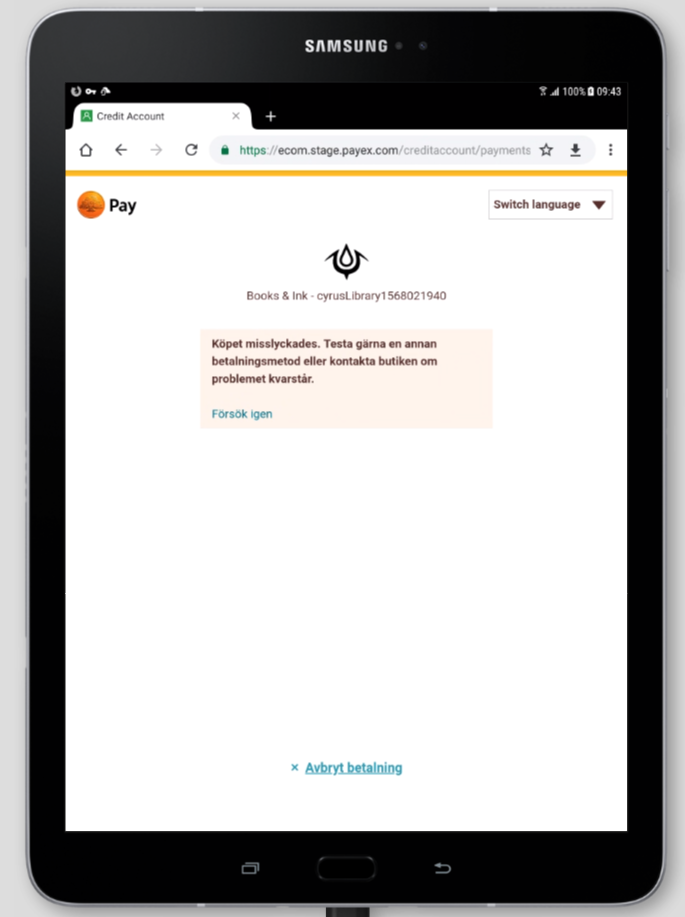 SAMSUNG
100% 09:43
Credit Account
https://ecom.stage.payex.com/creditaccount/payments
Pay
Switch language
Books & Ink - cyrusLibrary1568021940
Köpet misslyckades. Testa gärna en annan
betalningsmetod eller kontakta butiken om
problemet kvarstår.
Försök igen
× Avbryt betalning